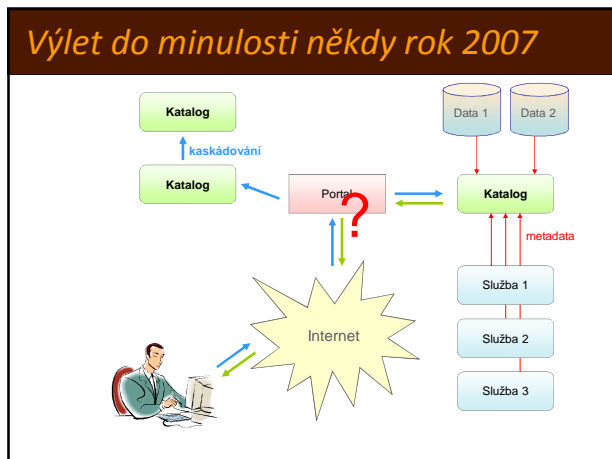 Výlet do minulosti někdy rok 2007
Katalog
Data 1
Data 2
kaskádování
Katalog
Portal
?
Katalog
metadata
Služba 1
Internet
Služba 2
Služba 3